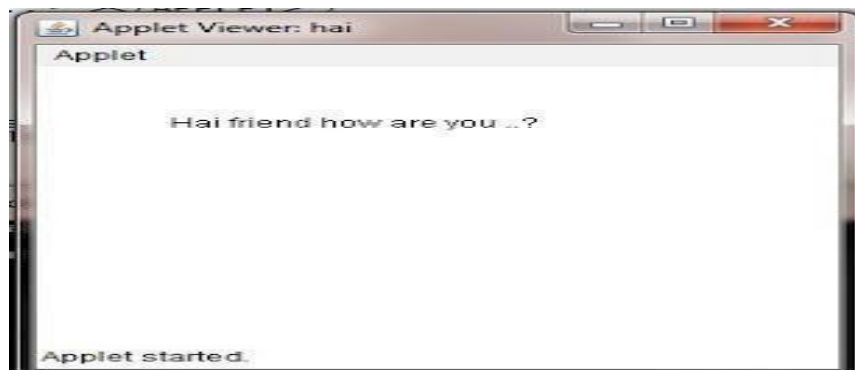 Applet Viewer: hai
Applet
Hai friend how are you ..?
Applet started.